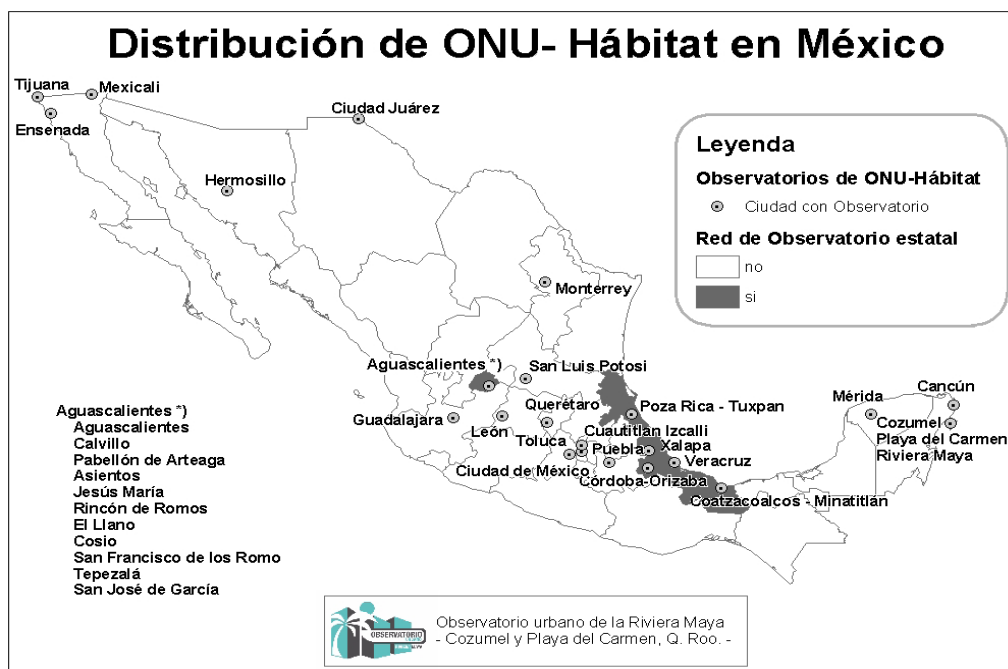 Distribución de ONU- Hábitat en México
Tijuana
Mexicali
Ensenada
Ciudad Juárez
Hermosillo
Monterrey
Leyenda
Observatorios de ONU-Hábitat
Ciudad con Observatorio
Red de Observatorio estatal
no
si
Aguascalientes *)
San Luis Potosi
Guadalajara
León
Querétaro
Poza Rica - Tuxpan
Toluca
Cuautitlán Izcalli
Puebla
Xalapa
Ciudad de México
Veracruz
Córdoba-Orizaba
Coatzacoalcos - Minatitlán
Mérida
Cancún
Cozumel
Playa del Carmen
Riviera Maya
Aguascalientes *)
Aguascalientes
Calvillo
Pabellón de Arteaga
Asientos
Jesús María
Rincón de Romos
El Llano
Cosio
San Francisco de los Romo
Tepezalá
San José de García
OBSERVATORIO
Observatorio urbano de la Riviera Maya
- Cozumel y Playa del Carmen, Q. Roo. -